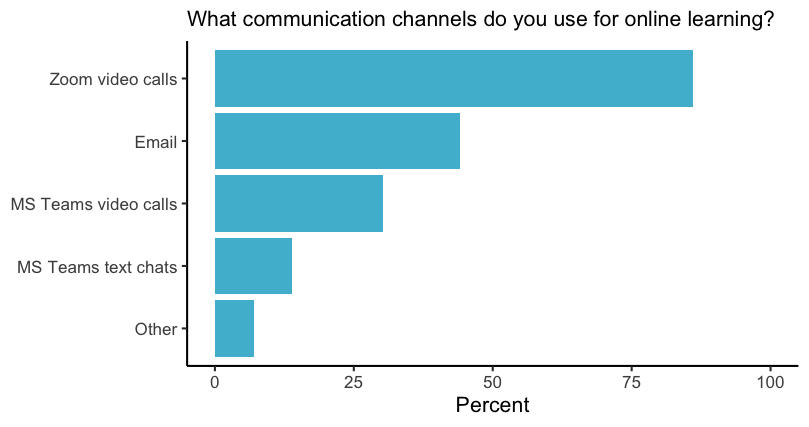 What communication channels do you use for online learning?
Zoom video calls
Email
MS Teams video calls
MS Teams text chats
Other
0 25 50 75 100
Percent